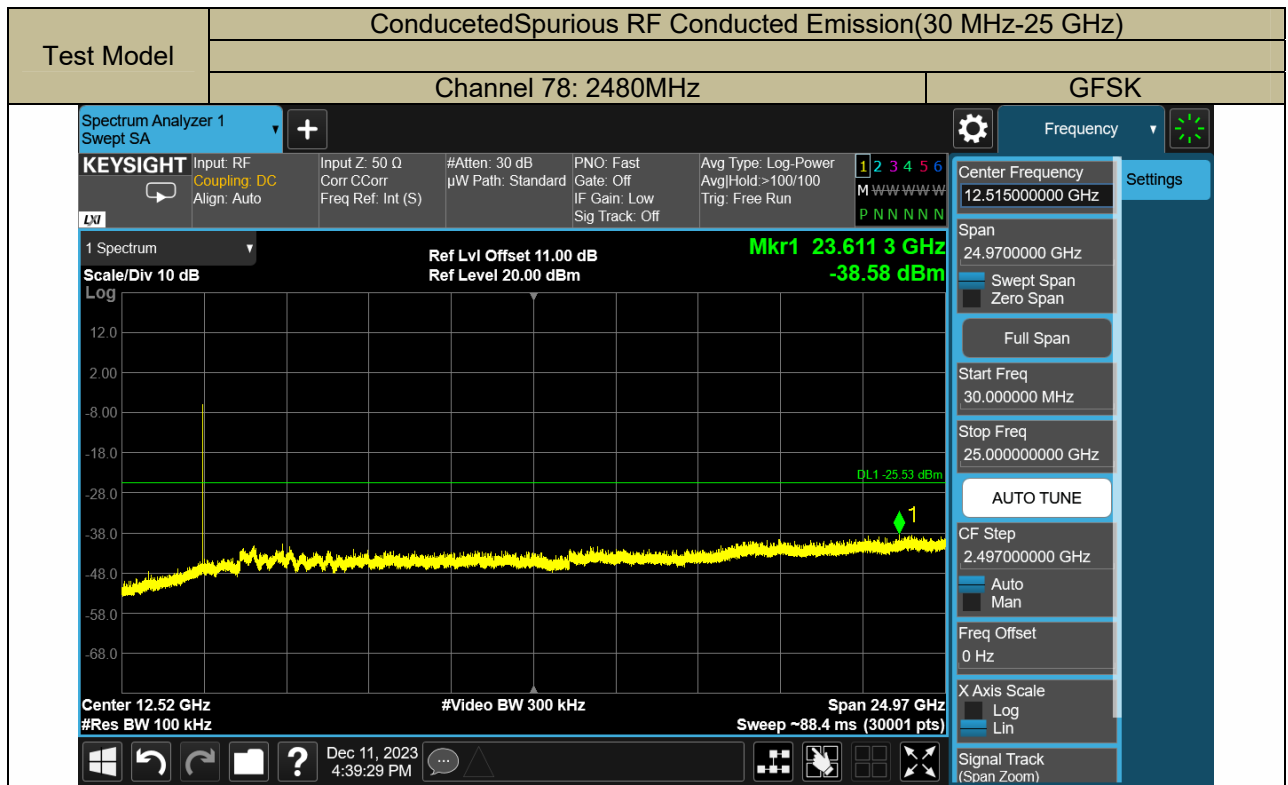 Test Model
ConducetedSpurious RF Conducted Emission(30 MHz-25 GHz)
Channel 78: 2480MHz
GFSK
Spectrum Analyzer 1
Swept SA
Frequency
KEYSIGHT
LXI
Input: RF
Coupling: DC
Align: Auto
Input Z: 50 Ω
Corr CCorr
Freq Ref: Int (S)
#Atten: 30 dB
µW Path: Standard
PNO: Fast
Gate: Off
IF Gain: Low
Sig Track: Off
Avg Type: Log-Power
Avg|Hold:>100/100
Trig: Free Run
1 2 3 4 5 6
M W W W W W
P N N N N N
1 Spectrum
Scale/Div 10 dB
Log
Ref Lvl Offset 11.00 dB
Ref Level 20.00 dBm
Mkr1 23.611 3 GHz
-38.58 dBm
12.0
2.00
-8.00
-18.0
-28.0
-38.0
-48.0
-58.0
-68.0
DL1 -25.53 dBm
1
Center 12.52 GHz
#Res BW 100 kHz
#Video BW 300 kHz
Span 24.97 GHz
Sweep ~88.4 ms (30001 pts)
Center Frequency
12.515000000 GHz
Settings
Span
24.9700000 GHz
Swept Span
Zero Span
Full Span
Start Freq
30.000000 MHz
Stop Freq
25.000000000 GHz
AUTO TUNE
CF Step
2.497000000 GHz
Auto
Man
Freq Offset
0 Hz
X Axis Scale
Log
Lin
Signal Track
(Span Zoom)
?
Dec 11, 2023
4:39:29 PM